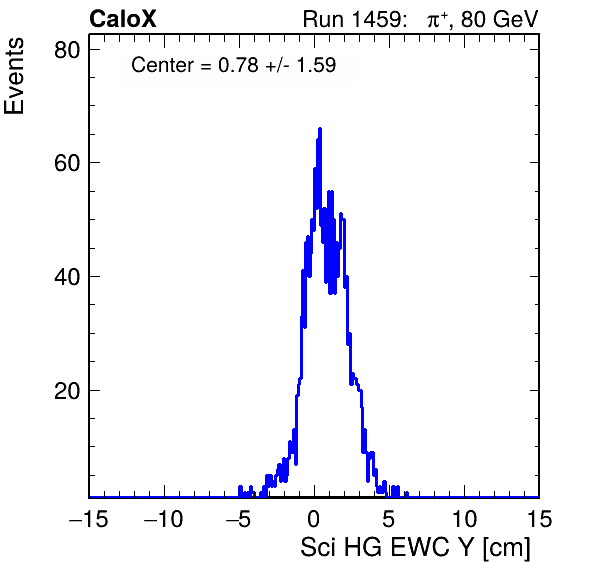 CaloX Run 1459: π⁺, 80 GeV
Events
Center = 0.78 +/- 1.59
80
60
40
20
−15 −10 −5 0 5 10 15
Sci HG EWC Y [cm]